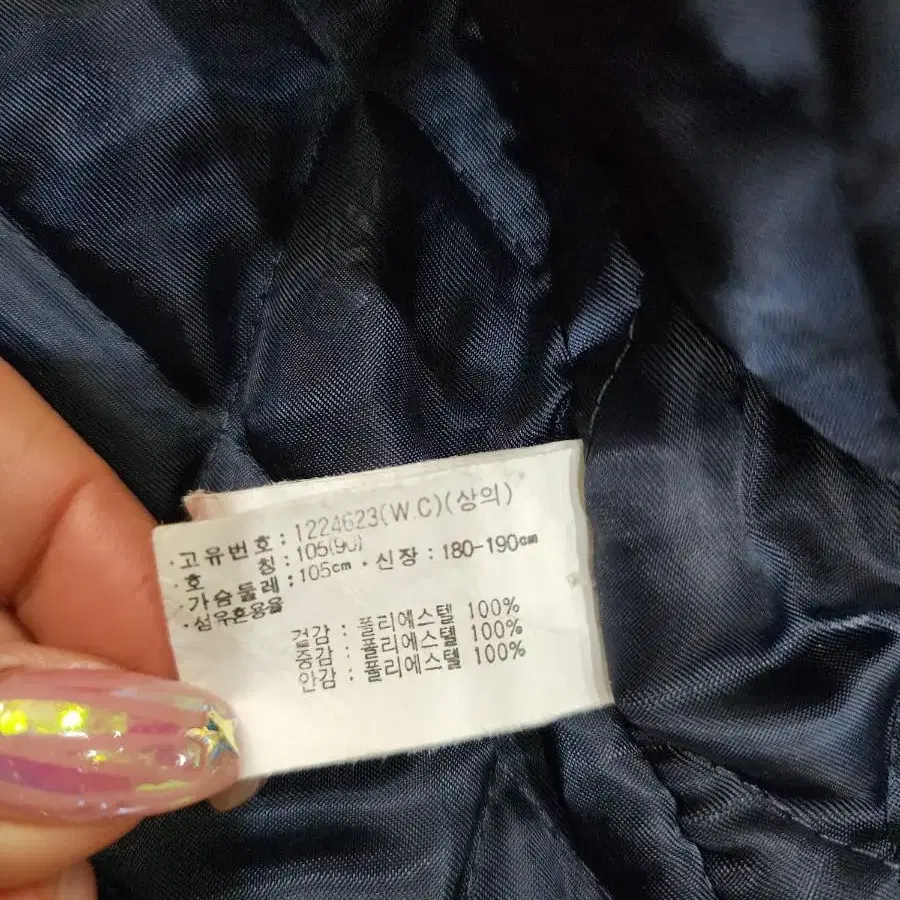 ·고유번호 : 1224623(W.C)(상의)
·호 칭 : 105(90)
·가슴둘레 : 105cm ·신장 : 180-190cm
·섬유혼용율
겉감 : 폴리에스텔 100%
중감 : 폴리에스텔 100%
안감 : 폴리에스텔 100%